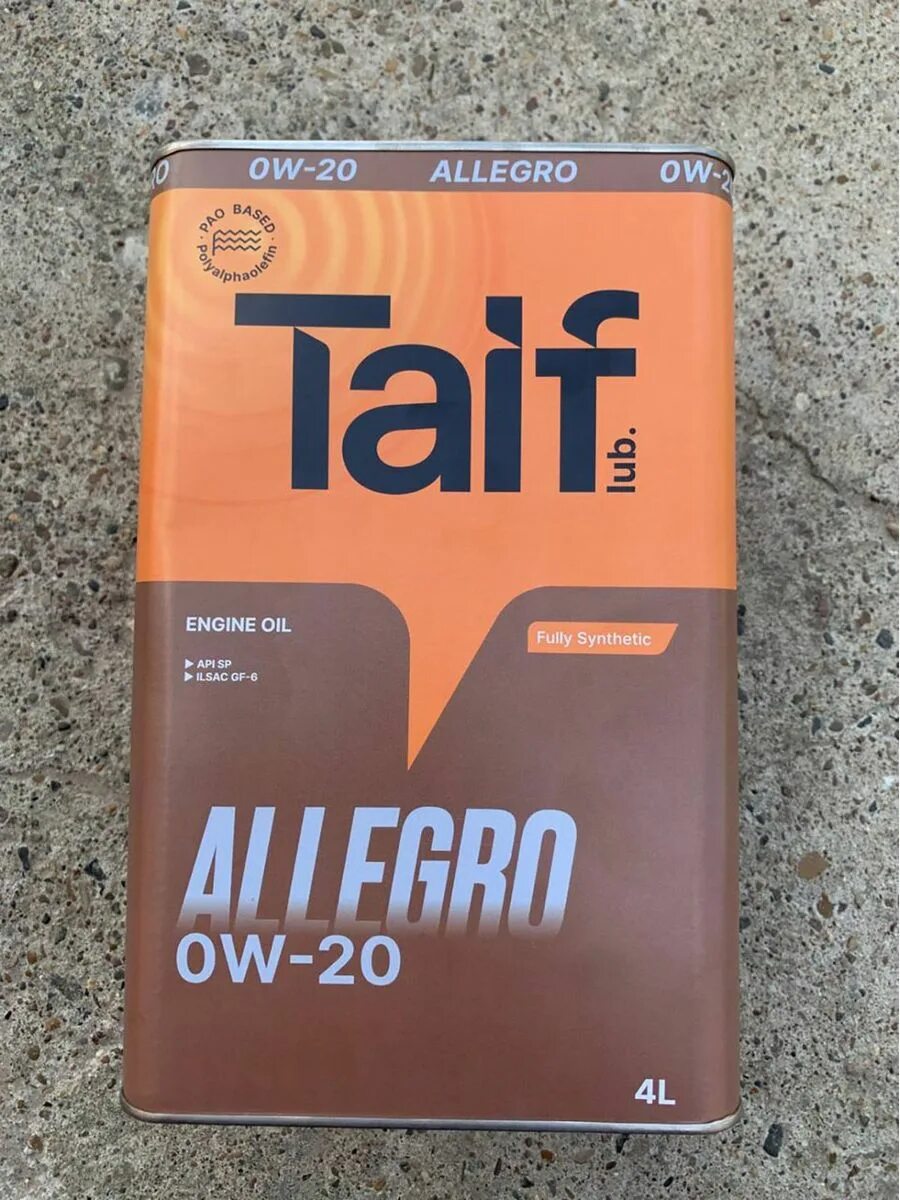 0 0W-20 ALLEGRO 0W-2
· PAO BASED ·
Polyalphaolefin
Taif
lub.
ENGINE OIL
Fully Synthetic
▶ API SP
▶ ILSAC GF-6
ALLEGRO
0W-20
4L